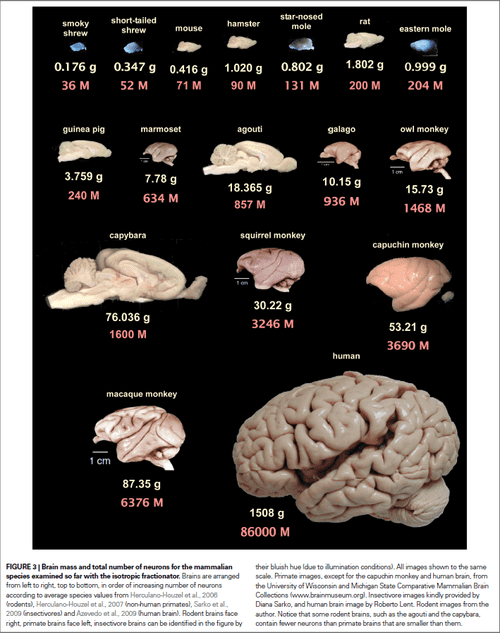 smoky shrew
short-tailed shrew
mouse
hamster
star-nosed mole
rat
eastern mole
0.176 g
0.347 g
0.416 g
1.020 g
0.802 g
1.802 g
0.999 g
36 M
52 M
71 M
90 M
131 M
200 M
204 M
guinea pig
marmoset
agouti
galago
owl monkey
1 cm
3.759 g
7.78 g
18.365 g
10.15 g
15.73 g
240 M
634 M
857 M
936 M
1468 M
capybara
squirrel monkey
capuchin monkey
1 cm
76.036 g
30.22 g
53.21 g
1600 M
3246 M
3690 M
macaque monkey
human
1 cm
87.35 g
6376 M
1508 g
86000 M
FIGURE 3 | Brain mass and total number of neurons for the mammalian
species examined so far with the isotropic fractionator. Brains are arranged
from left to right, top to bottom, in order of increasing number of neurons
according to average species values from Herculano-Houzel et al., 2006
(rodents), Herculano-Houzel et al., 2007 (non-human primates), Sarko et al.,
2009 (insectivores) and Azevedo et al., 2009 (human brain). Rodent brains face
right, primate brains face left, insectivore brains can be identified in the figure by
their bluish hue (due to illumination conditions). All images shown to the same
scale. Primate images, except for the capuchin monkey and human brain, from
the University of Wisconsin and Michigan State Comparative Mammalian Brain
Collections (www.brainmuseum.org). Insectivore images kindly provided by
Diana Sarko, and human brain image by Roberto Lent. Rodent images from the
author. Notice that some rodent brains, such as the agouti and the capybara,
contain fewer neurons than primate brains that are smaller than them.